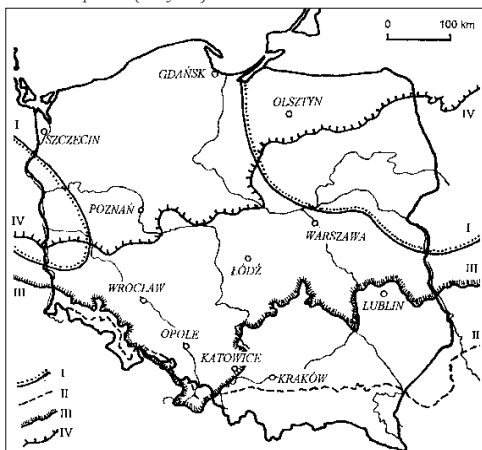 0 100 km
GDAŃSK
OLSZTYN
IV
I
SZCZECIN
POZNAŃ
IV
WARSZAWA
I
ŁÓDŹ
III
III
WROCŁAW
LUBLIN
OPOLE
II
KATOWICE
KRAKÓW
I
II
III
IV